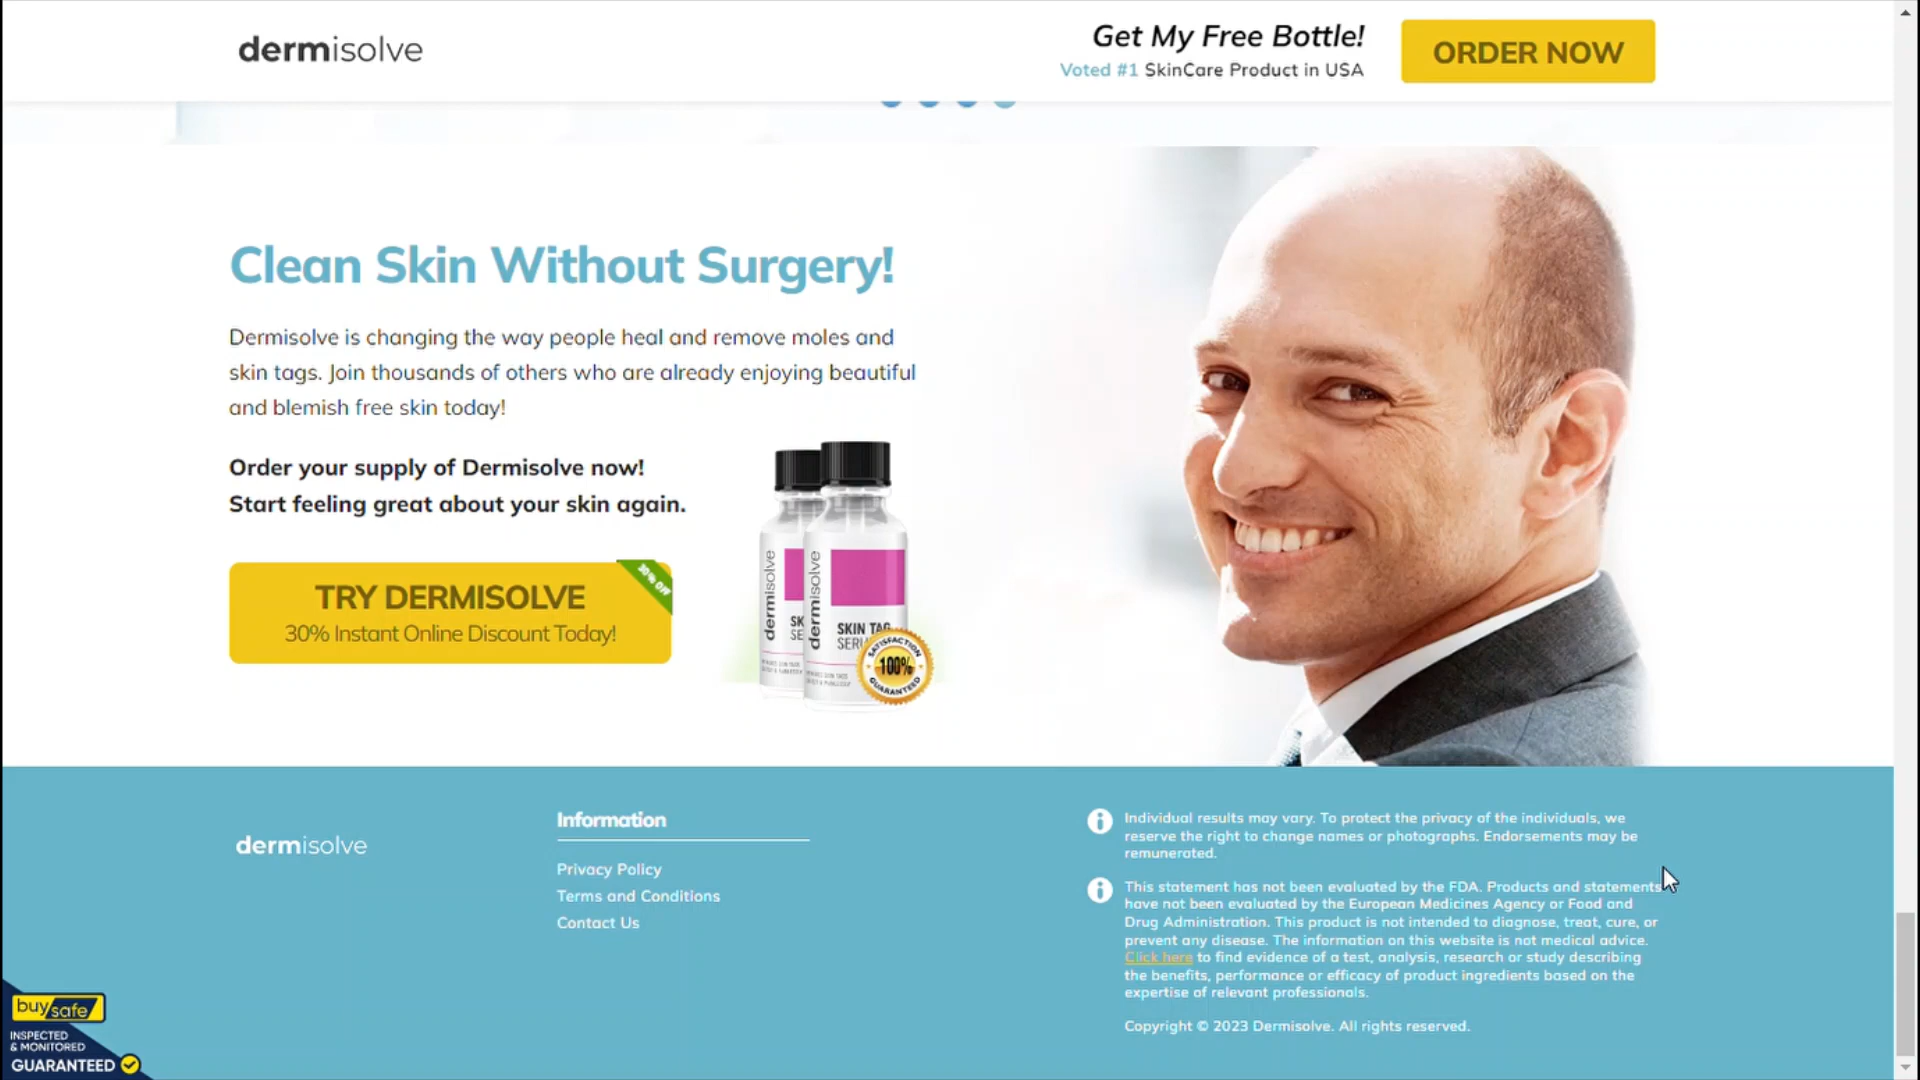 dermisolve
Get My Free Bottle!
Voted #1 SkinCare Product in USA
ORDER NOW
Clean Skin Without Surgery!
Dermisolve is changing the way people heal and remove moles and
skin tags. Join thousands of others who are already enjoying beautiful
and blemish free skin today!
Order your supply of Dermisolve now!
Start feeling great about your skin again.
TRY DERMISOLVE
30% Instant Online Discount Today!
30% OFF
dermisolve
SK
SE
dermisolve
SKIN TAG
SERU
SATISFACTION
100%
GUARANTEED
dermisolve
Information
Privacy Policy
Terms and Conditions
Contact Us
Individual results may vary. To protect the privacy of the individuals, we
reserve the right to change names or photographs. Endorsements may be
remunerated.
This statement has not been evaluated by the FDA. Products and statements
have not been evaluated by the European Medicines Agency or Food and
Drug Administration. This product is not intended to diagnose, treat, cure, or
prevent any disease. The information on this website is not medical advice.
Click here to find evidence of a test, analysis, research or study describing
the benefits, performance or efficacy of product ingredients based on the
expertise of relevant professionals.
Copyright © 2023 Dermisolve. All rights reserved.
buy safe
INSPECTED
& MONITORED
GUARANTEED